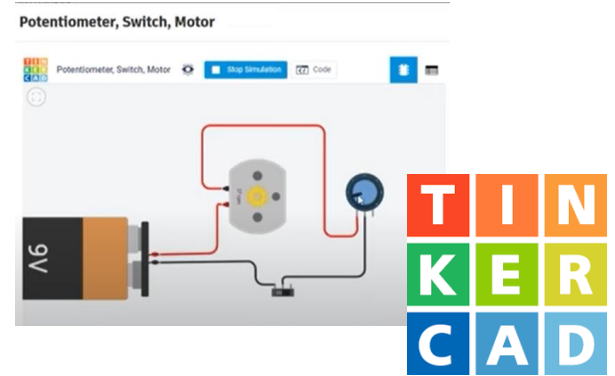 Potentiometer, Switch, Motor
TIN
KER
CAD
Potentiometer, Switch, Motor
Stop Simulation
Code
9V
TIN
KER
CAD